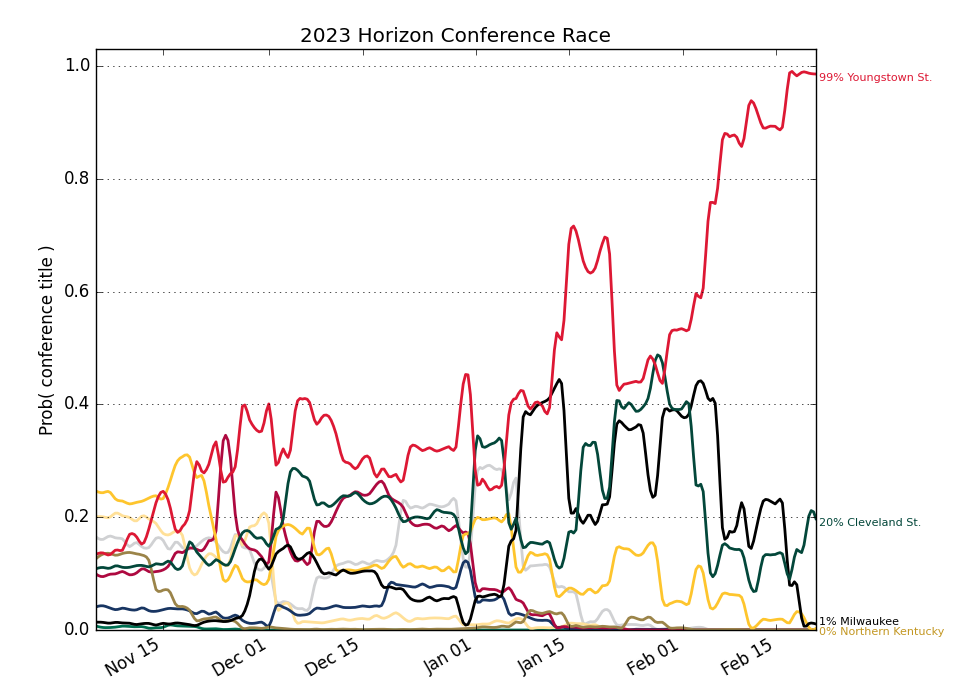 2023 Horizon Conference Race
Prob( conference title )
1.0
0.8
0.6
0.4
0.2
0.0
Nov 15
Dec 01
Dec 15
Jan 01
Jan 15
Feb 01
Feb 15
99% Youngstown St.
20% Cleveland St.
1% Milwaukee
0% Northern Kentucky